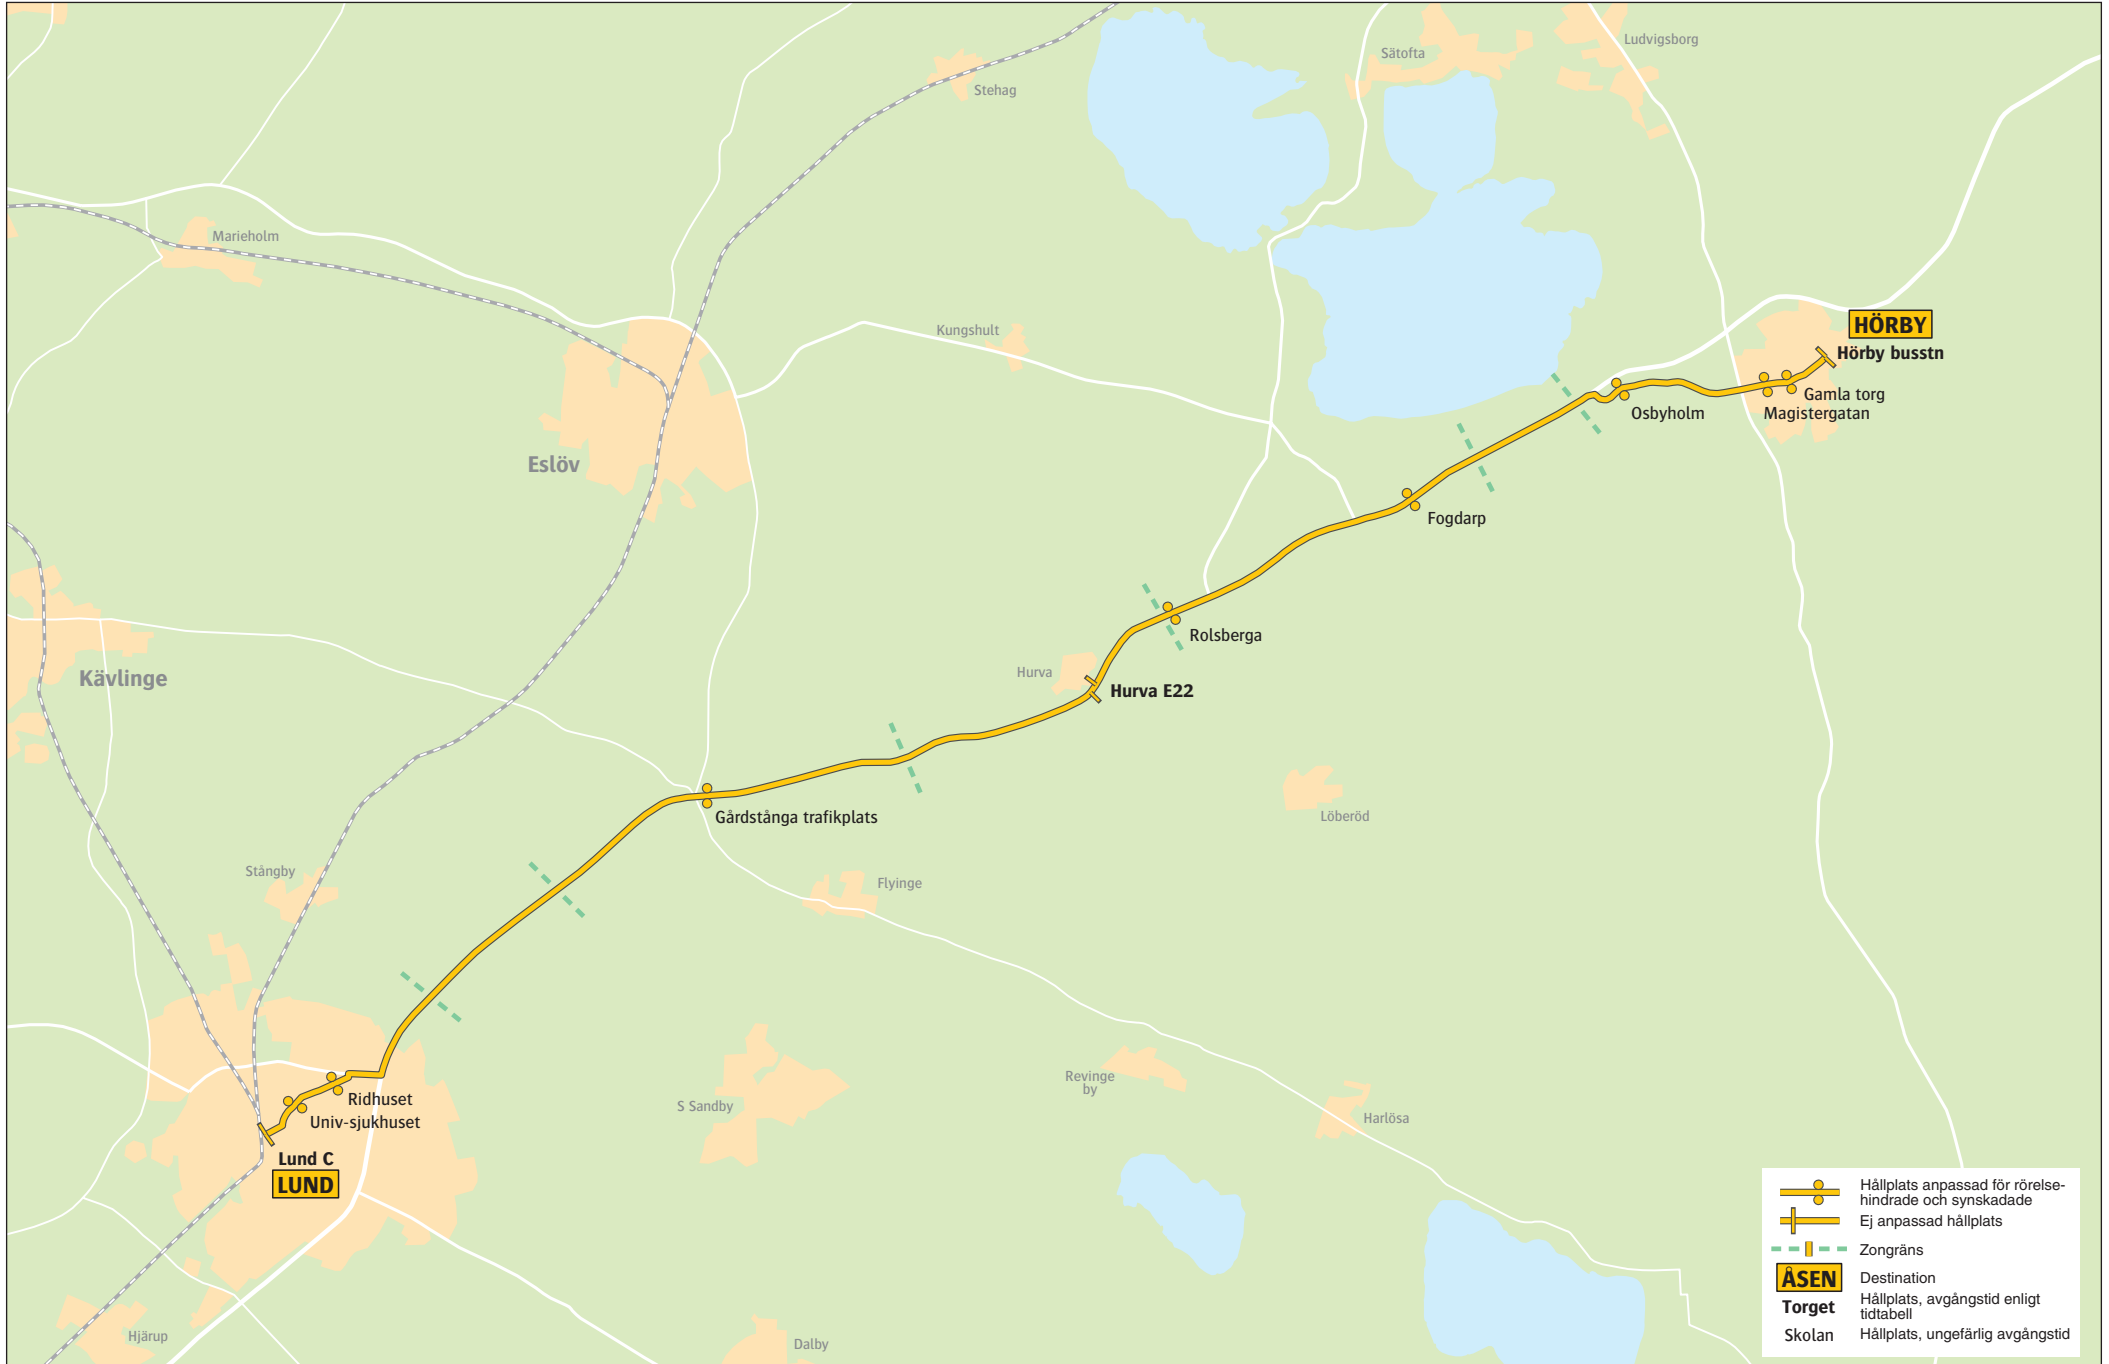 Sätofta
Ludvigsborg
Stehag
Marieholm
HÖRBY
Kungshult
Hörby busstn
Gamla torg
Osbyholm
Magistergatan
Eslöv
Fogdarp
Rolsberga
Hurva
Kävlinge
Hurva E22
Gårdstånga trafikplats
Löberöd
Stångby
Flyinge
Revinge
by
Ridhuset
S Sandby
Univ-sjukhuset
Harlösa
Lund C
LUND
Hjärup
Dalby
Hållplats anpassad för rörelse-
hindrade och synskadade
Ej anpassad hållplats
Zongräns
ÅSEN Destination
Torget Hållplats, avgångstid enligt
tidtabell
Skolan Hållplats, ungefärlig avgångstid